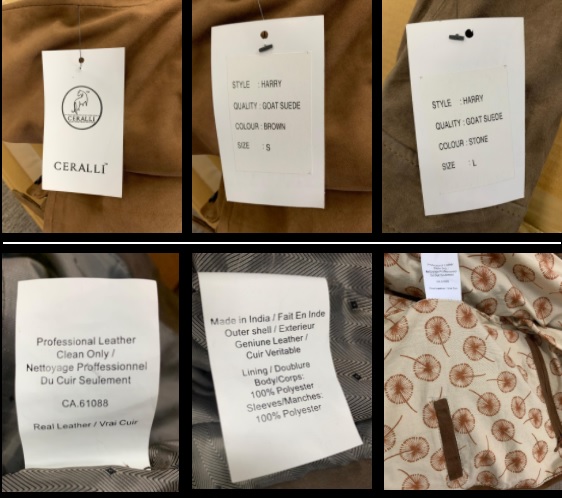 CERALLI
CERALLI™
STYLE : HARRY
QUALITY : GOAT SUEDE
COLOUR : BROWN
SIZE : S
STYLE : HARRY
QUALITY : GOAT SUEDE
COLOUR : STONE
SIZE : L
Professional Leather
Clean Only /
Nettoyage Proffessionnel
Du Cuir Seulement
CA.61088
Real Leather / Vrai Cuir
Made in India / Fait En Inde
Outer shell / Exterieur
Geniune Leather /
Cuir Veritable
Lining / Doublure
Body/Corps:
100% Polyester
Sleeves/Manches:
100% Polyester